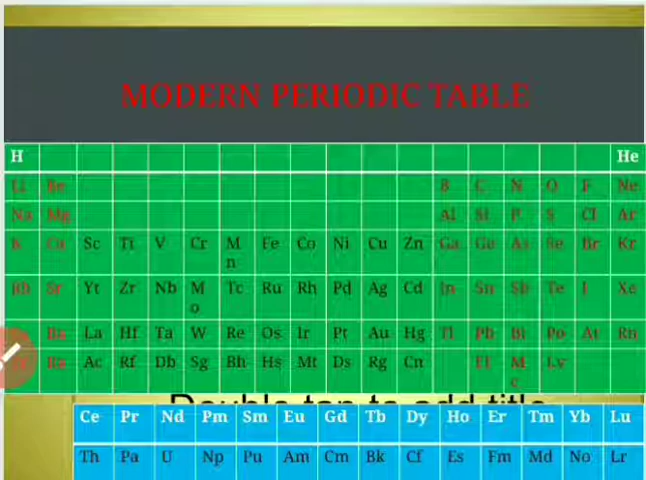 MODERN PERIODIC TABLE
H He
Li Be B C N O F Ne
Na Mg Al Si P S Cl Ar
K Ca Sc Ti V Cr Mn Fe Co Ni Cu Zn Ga Ge As Se Br Kr
Rb Sr Yt Zr Nb Mo Tc Ru Rh Pd Ag Cd In Sn Sb Te I Xe
Ba La Hf Ta W Re Os Ir Pt Au Hg Tl Pb Bi Po At Rn
Ra Ac Rf Db Sg Bh Hs Mt Ds Rg Cn Fl Mc Lv
Double tap to add title
Ce Pr Nd Pm Sm Eu Gd Tb Dy Ho Er Tm Yb Lu
Th Pa U Np Pu Am Cm Bk Cf Es Fm Md No Lr